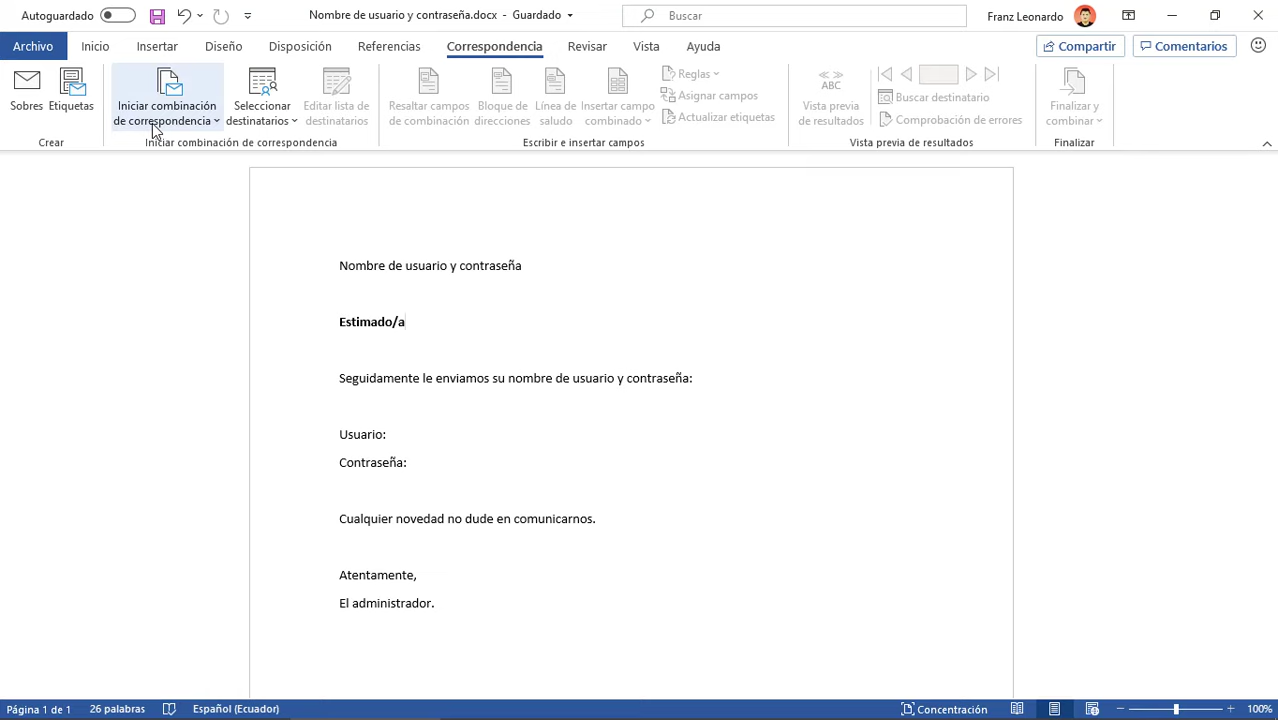 Autoguardado
Nombre de usuario y contraseña.docx - Guardado
Buscar
Franz Leonardo
Archivo Inicio Insertar Diseño Disposición Referencias Correspondencia Revisar Vista Ayuda
Compartir
Comentarios
Sobres
Etiquetas
Crear
Iniciar combinación
de correspondencia
Seleccionar
destinatarios
Editar lista de
destinatarios
Iniciar combinación de correspondencia
Resaltar campos
de combinación
Bloque de
direcciones
Línea de
saludo
Insertar campo
combinado
Reglas
Asignar campos
Actualizar etiquetas
Escribir e insertar campos
ABC
Vista previa
de resultados
Buscar destinatario
Comprobación de errores
Vista previa de resultados
Finalizar y
combinar
Finalizar
Nombre de usuario y contraseña
Estimado/a
Seguidamente le enviamos su nombre de usuario y contraseña:
Usuario:
Contraseña:
Cualquier novedad no dude en comunicarnos.
Atentamente,
El administrador.
Página 1 de 1
26 palabras
Español (Ecuador)
Concentración
100%